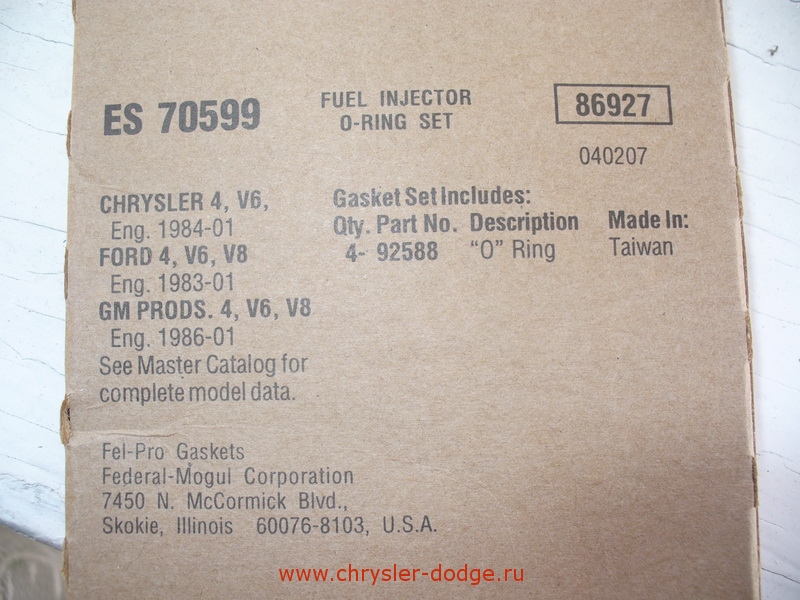 ES 70599
FUEL INJECTOR
O-RING SET
86927
040207
CHRYSLER 4, V6,
Eng. 1984-01
FORD 4, V6, V8
Eng. 1983-01
GM PRODS. 4, V6, V8
Eng. 1986-01
See Master Catalog for
complete model data.
Gasket Set Includes:
Qty. Part No. Description Made In:
4- 92588 "O" Ring Taiwan
Fel-Pro Gaskets
Federal-Mogul Corporation
7450 N. McCormick Blvd.,
Skokie, Illinois 60076-8103, U.S.A.
www.chrysler-dodge.ru